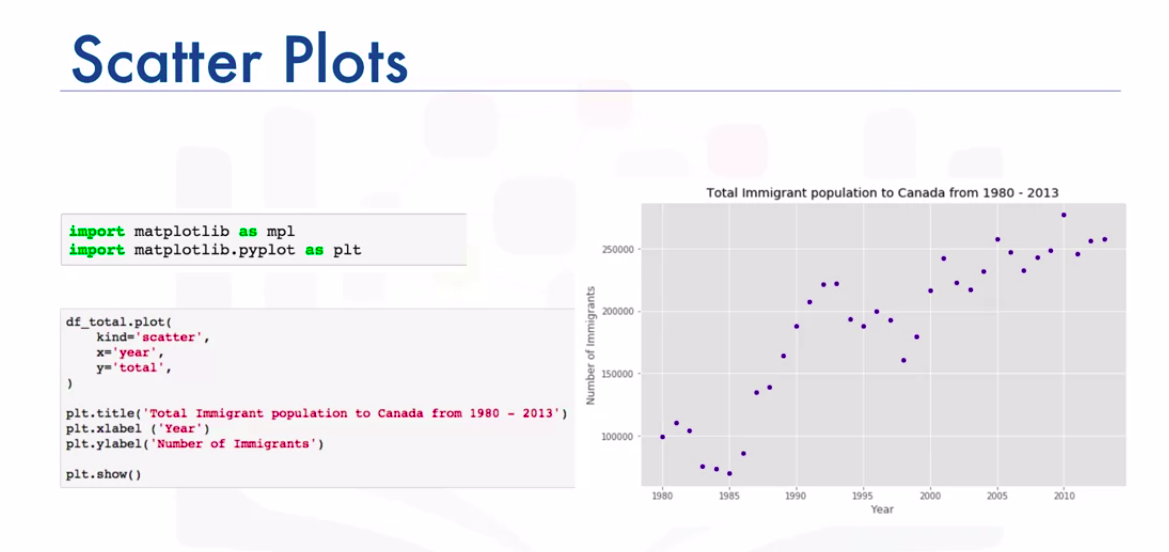 Scatter Plots
import matplotlib as mpl
import matplotlib.pyplot as plt
df_total.plot(
    kind='scatter',
    x='year',
    y='total',
)
plt.title('Total Immigrant population to Canada from 1980 - 2013')
plt.xlabel ('Year')
plt.ylabel('Number of Immigrants')
plt.show()
Total Immigrant population to Canada from 1980 - 2013
Number of Immigrants
250000
200000
150000
100000
1980 1985 1990 1995 2000 2005 2010
Year